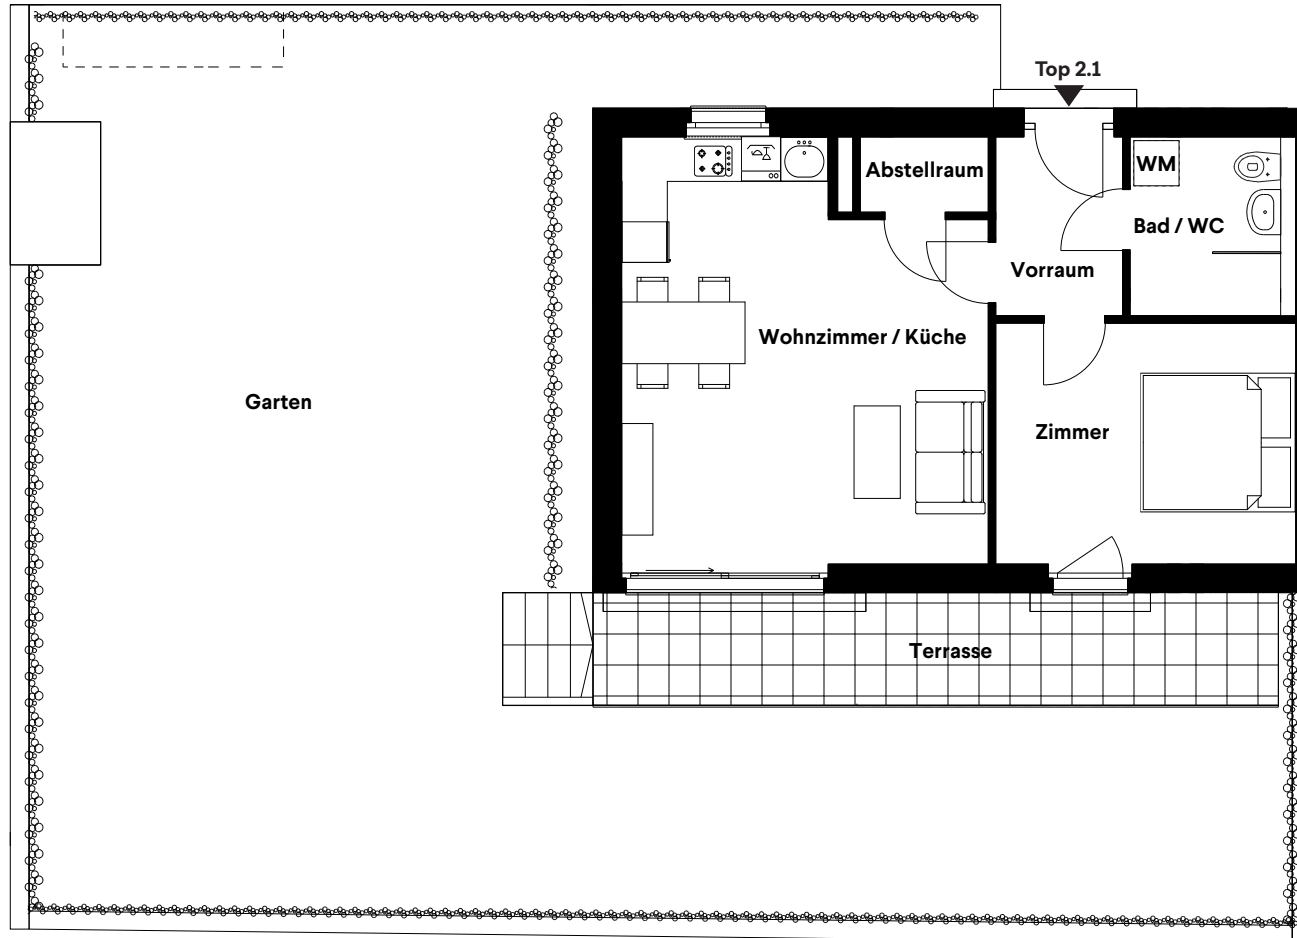 Top 2.1
Abstellraum
WM
Bad / WC
Vorraum
Wohnzimmer / Küche
Garten
Zimmer
Terrasse